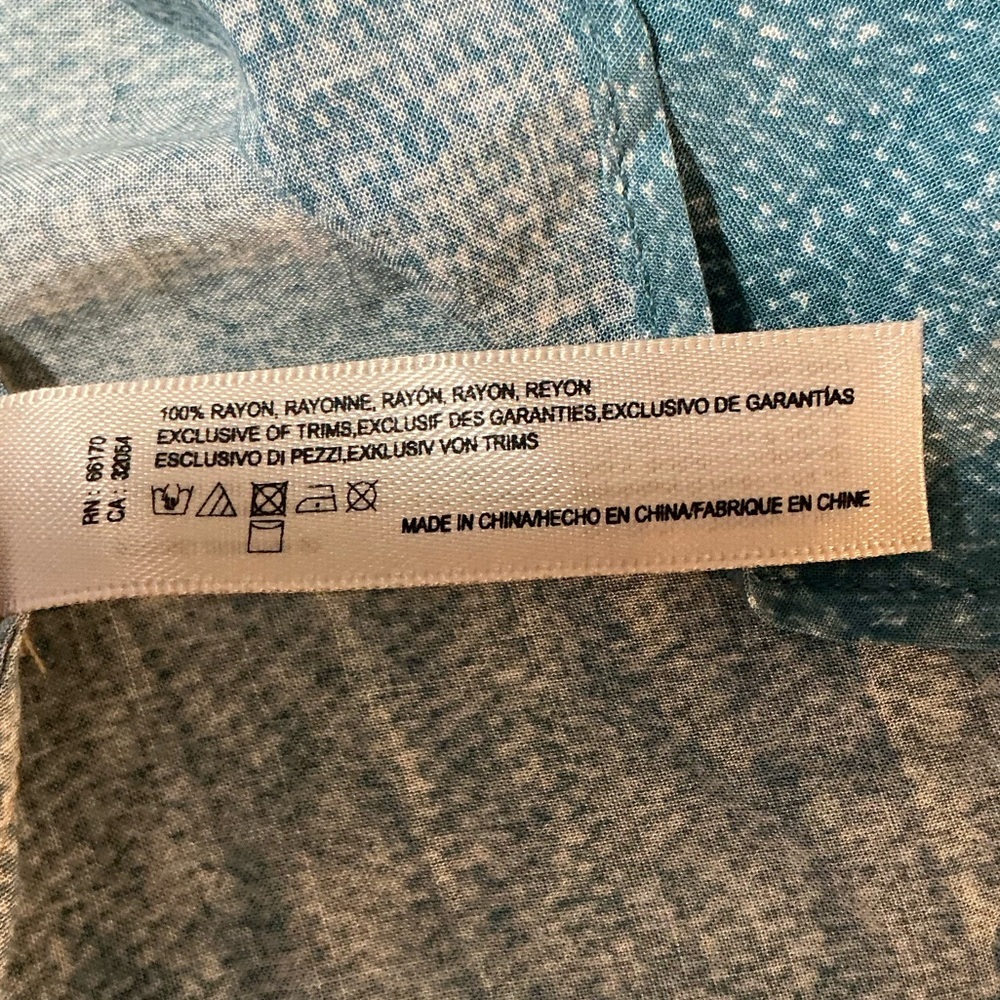 100% RAYON, RAYONNE, RAYÓN, RAYON, REYON
EXCLUSIVE OF TRIMS,EXCLUSIF DES GARANTIES,EXCLUSIVO DE GARANTÍAS
ESCLUSIVO DI PEZZI,EXKLUSIV VON TRIMS
MADE IN CHINA/HECHO EN CHINA/FABRIQUE EN CHINE
RN : 66170
CA : 32054